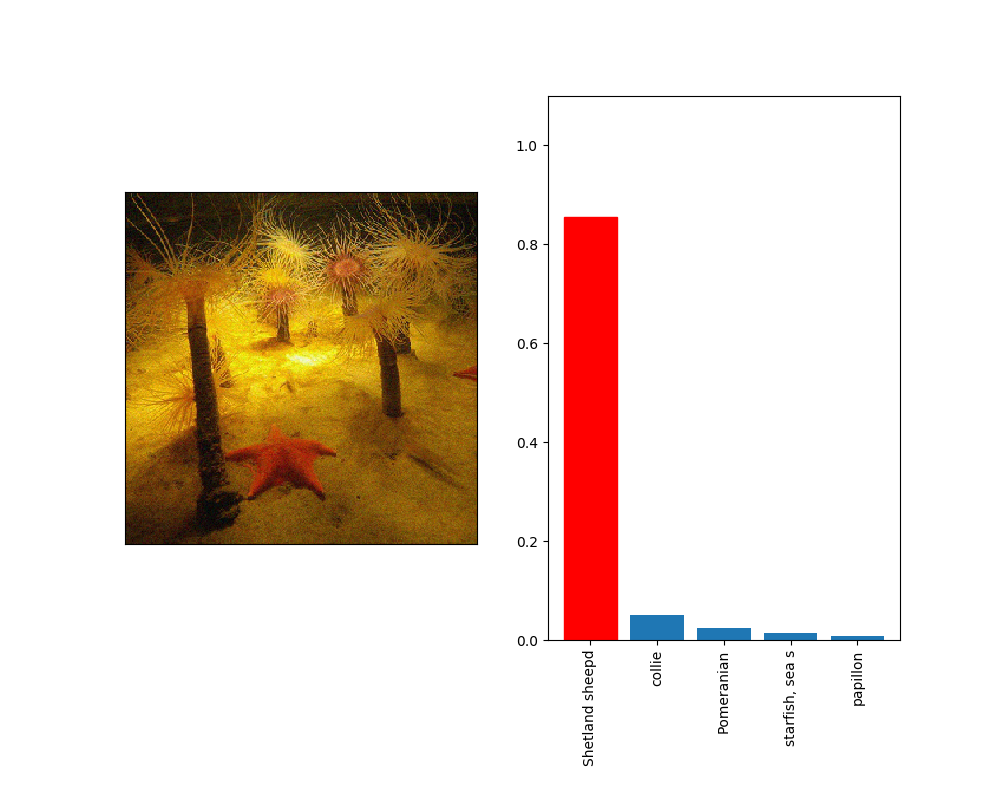 1.0
0.8
0.6
0.4
0.2
0.0
Shetland sheepd
collie
Pomeranian
starfish, sea s
papillon